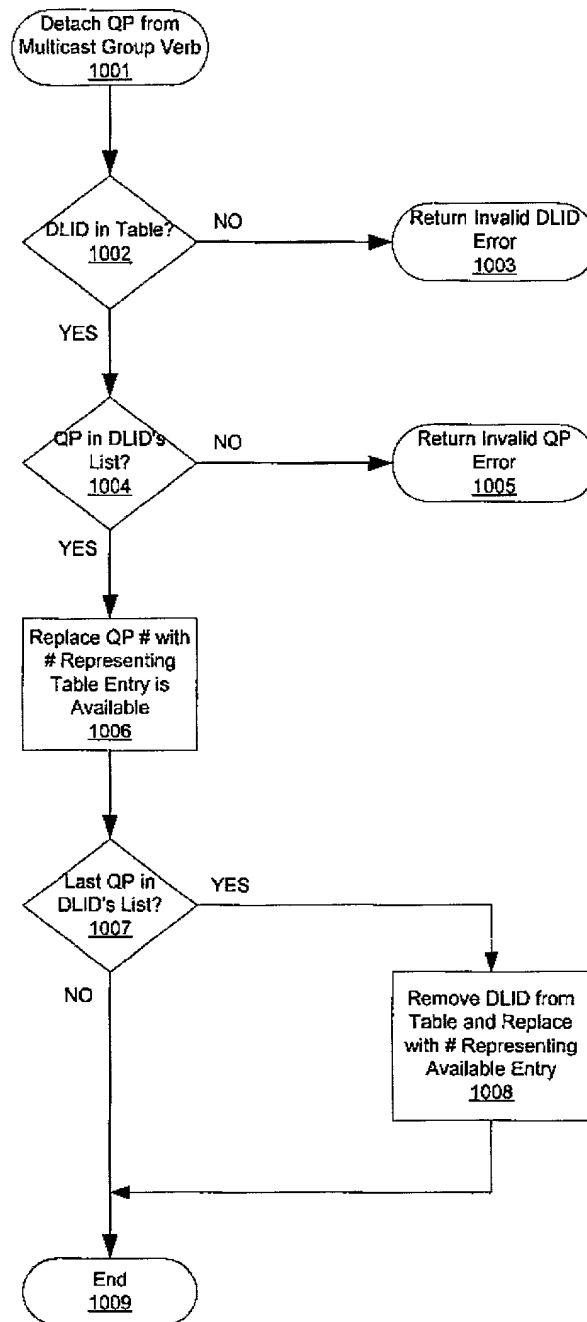 Detach QP from
Multicast Group Verb
1001
DLID in Table?
1002
NO
Return Invalid DLID
Error
1003
YES
QP in DLID's
List?
1004
NO
Return Invalid QP
Error
1005
YES
Replace QP # with
# Representing
Table Entry is
Available
1006
Last QP in
DLID's List?
1007
YES
NO
Remove DLID from
Table and Replace
with # Representing
Available Entry
1008
End
1009